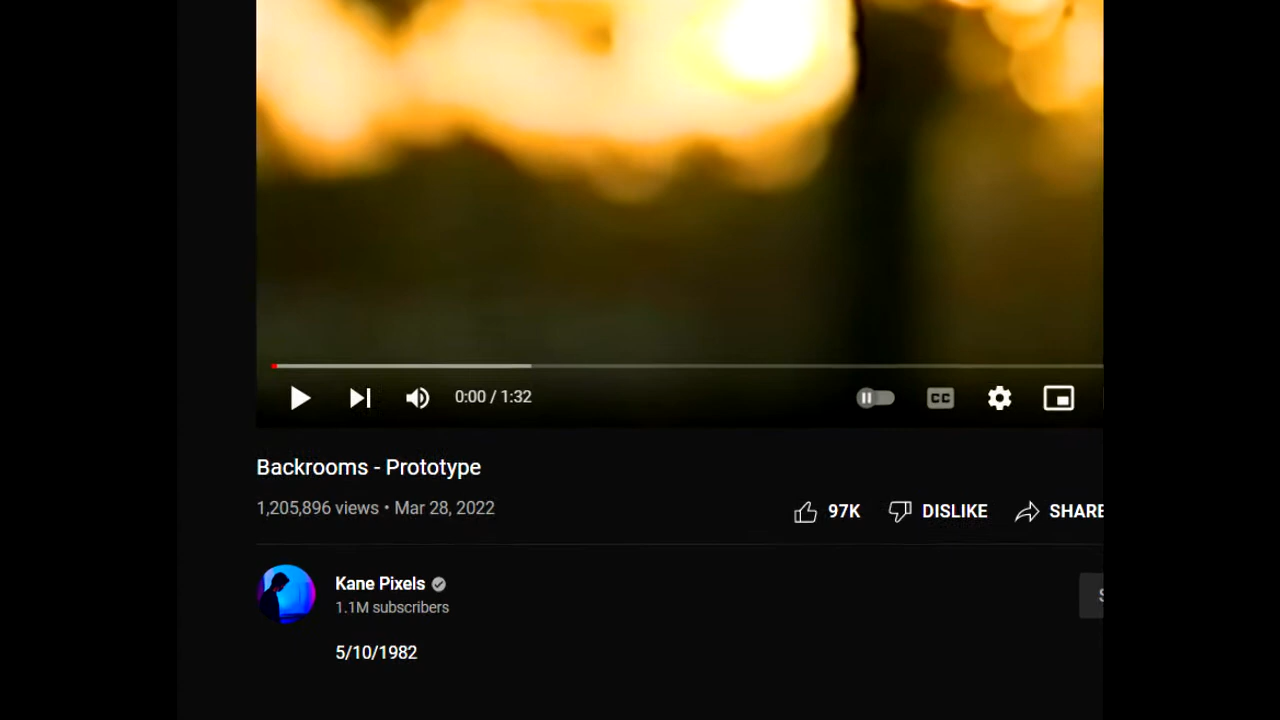 0:00 / 1:32
CC
Backrooms - Prototype
1,205,896 views • Mar 28, 2022
97K DISLIKE SHARE
Kane Pixels
1.1M subscribers
S
5/10/1982